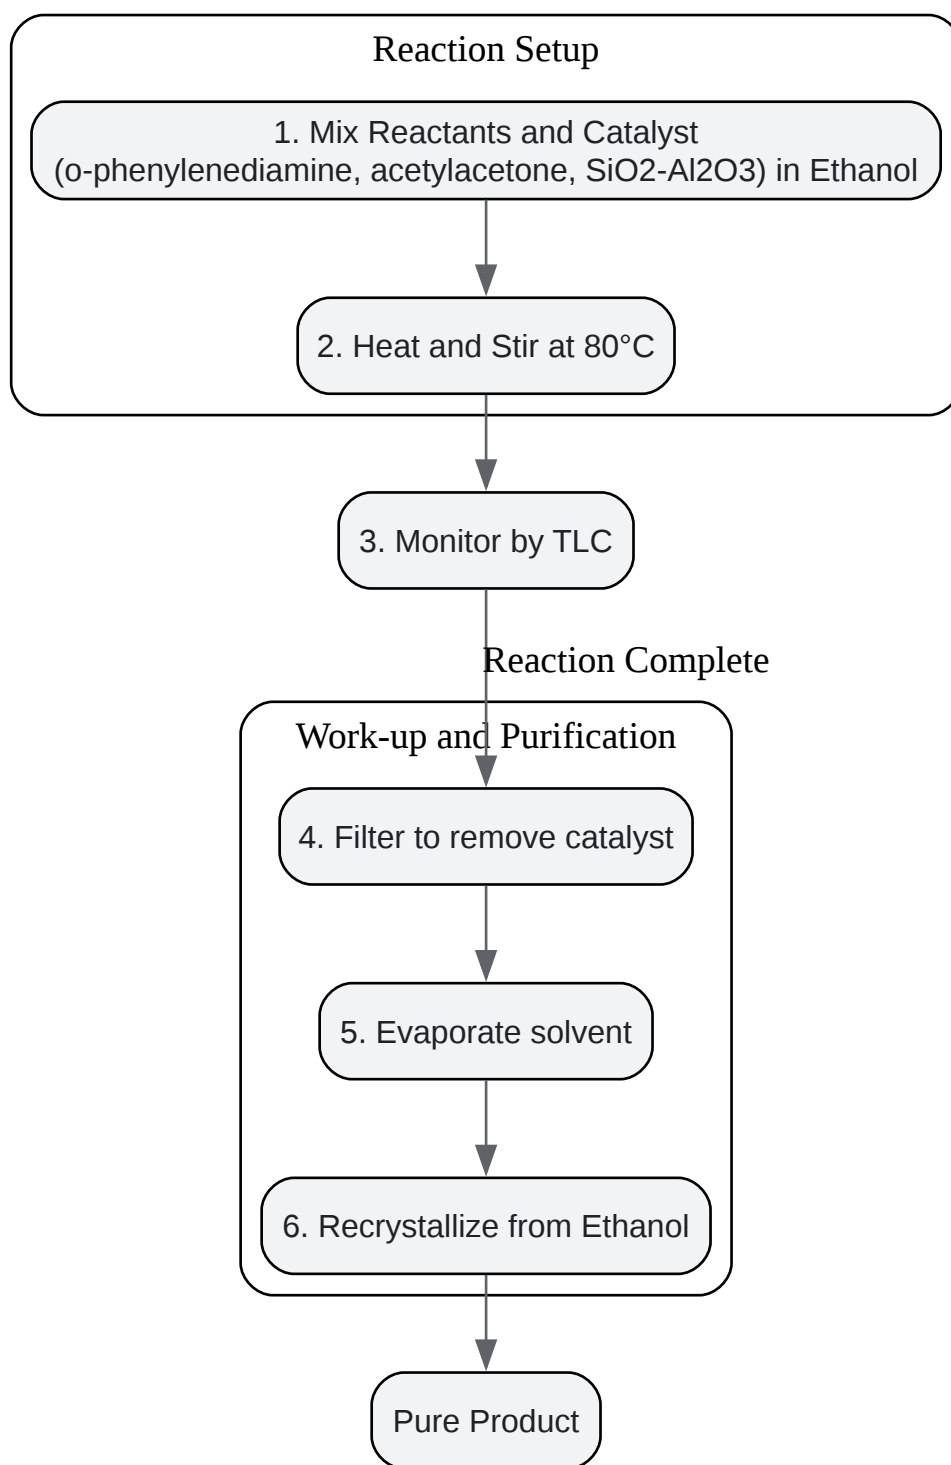 Reaction Setup
1. Mix Reactants and Catalyst
(o-phenylenediamine, acetylacetone, SiO2-Al2O3) in Ethanol
2. Heat and Stir at 80°C
3. Monitor by TLC
Reaction Complete
Work-up and Purification
4. Filter to remove catalyst
5. Evaporate solvent
6. Recrystallize from Ethanol
Pure Product